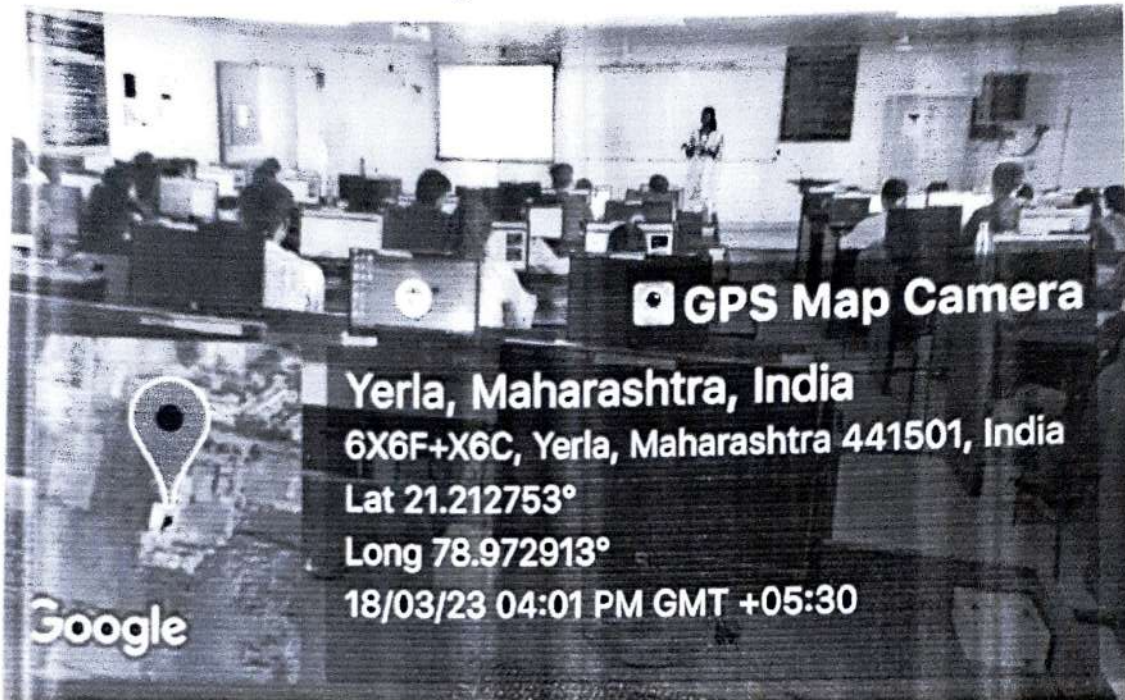 GPS Map Camera
Yerla, Maharashtra, India
6X6F+X6C, Yerla, Maharashtra 441501, India
Lat 21.212753°
Long 78.972913°
18/03/23 04:01 PM GMT +05:30
Google